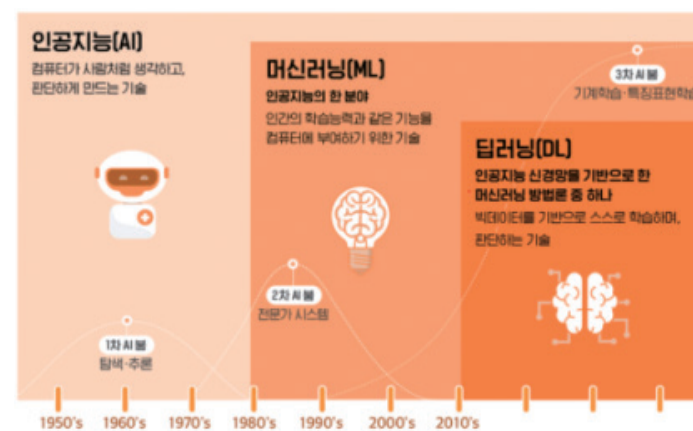 인공지능(AI)
컴퓨터가 사람처럼 생각하고,
판단하게 만드는 기술
머신러닝(ML)
인공지능의 한 분야
인간의 학습능력과 같은 기능을
컴퓨터에 부여하기 위한 기술
3차 AI 붐
기계학습·특징표현학습
딥러닝(DL)
인공지능 신경망을 기반으로 한
머신러닝 방법론 중 하나
빅데이터를 기반으로 스스로 학습하며,
판단하는 기술
2차 AI 붐
전문가 시스템
1차 AI 붐
탐색·추론
1950's 1960's 1970's 1980's 1990's 2000's 2010's